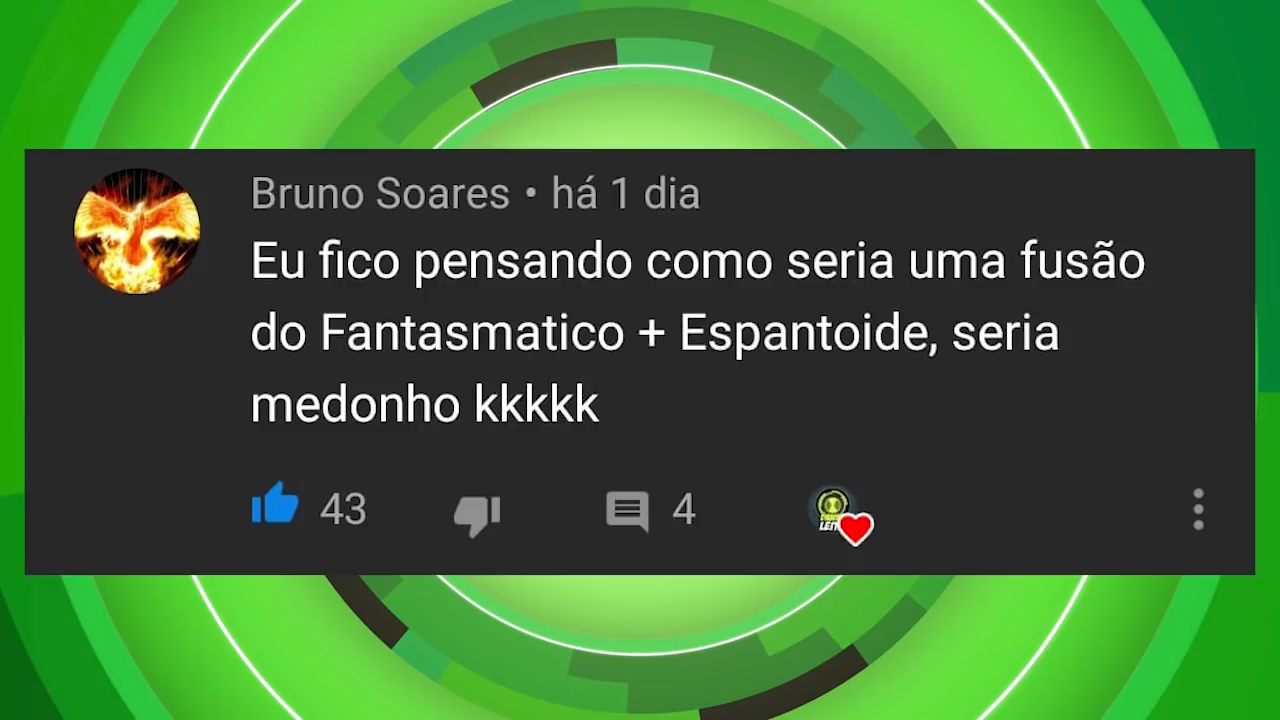 Bruno Soares • há 1 dia
Eu fico pensando como seria uma fusão
do Fantasmatico + Espantoide, seria
medonho kkkkk
43
4